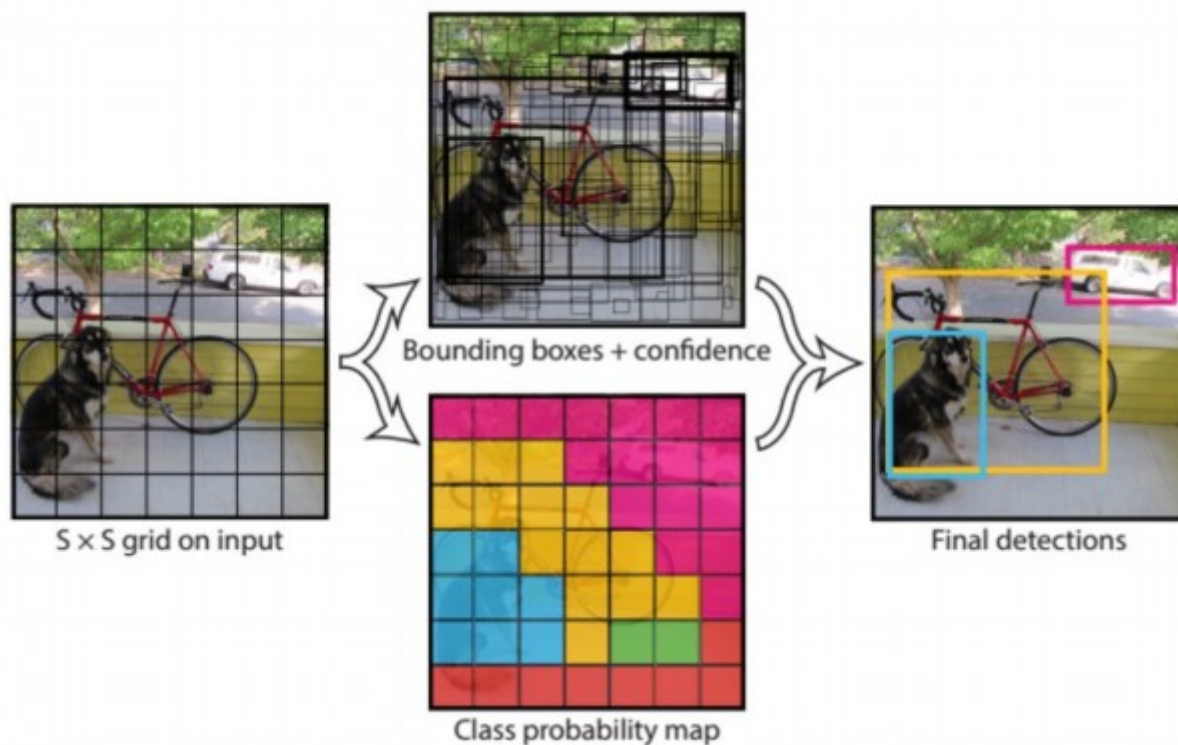 Bounding boxes + confidence
S × S grid on input
Final detections
Class probability map